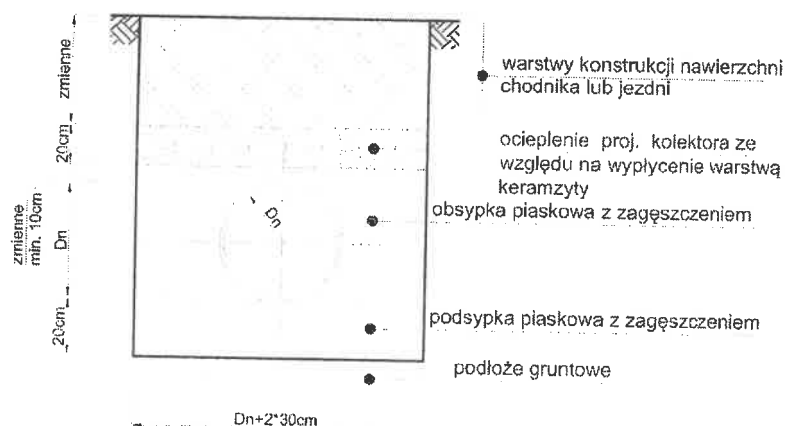 zmienne
20cm
Dn
zmienne
min. 10cm
20cm
Dn
Dn+2*30cm
warstwy konstrukcji nawierzchni
chodnika lub jezdni
ocieplenie proj. kolektora ze
względu na wypłycenie warstwą
keramzyty
obsypka piaskowa z zagęszczeniem
podsypka piaskowa z zagęszczeniem
podłoże gruntowe